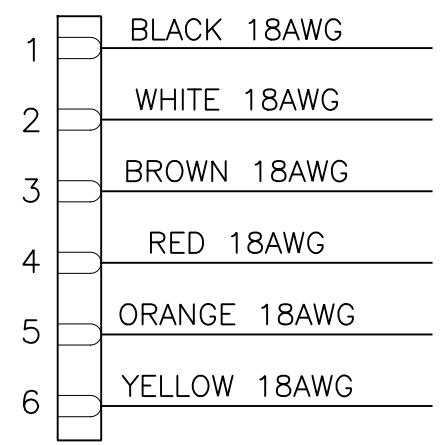 1 BLACK 18AWG
2 WHITE 18AWG
3 BROWN 18AWG
4 RED 18AWG
5 ORANGE 18AWG
6 YELLOW 18AWG